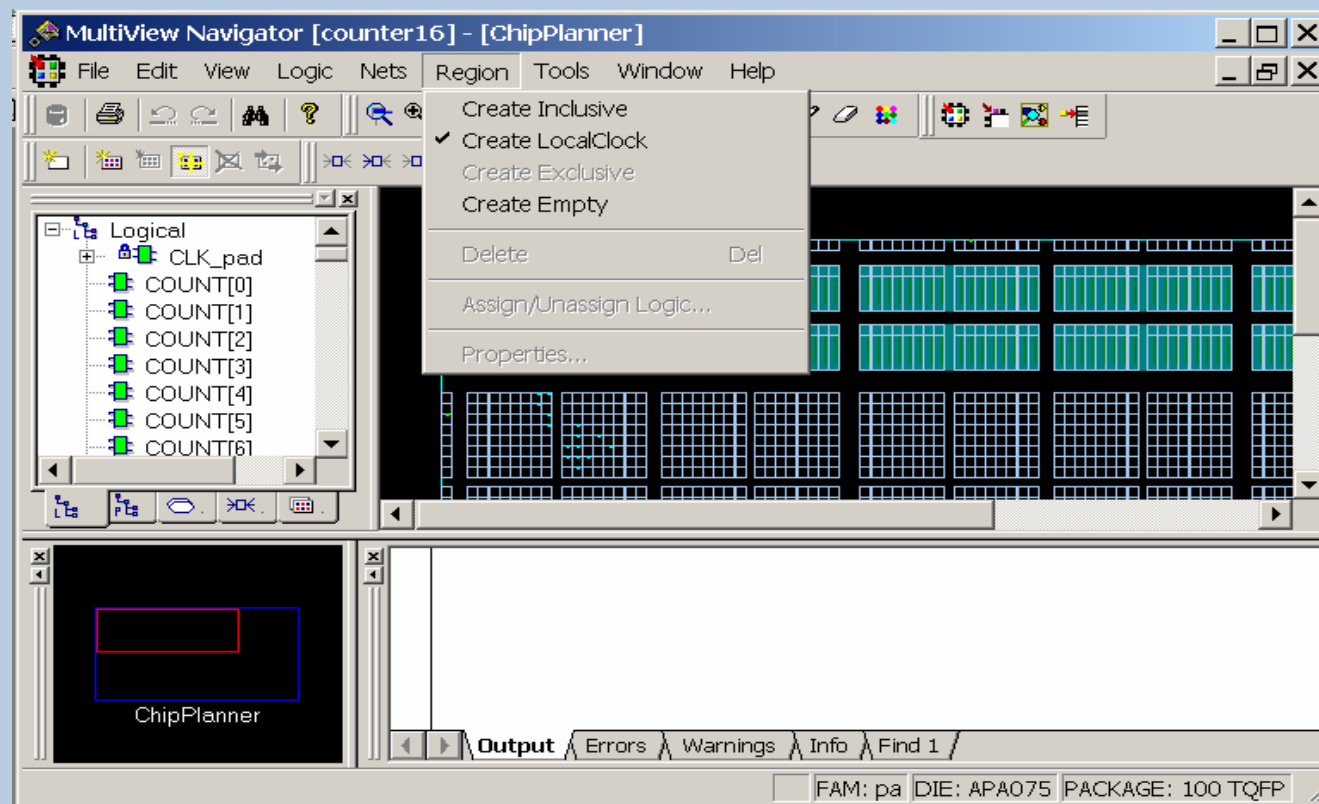 MultiView Navigator [counter16] - [ChipPlanner]
File Edit View Logic Nets Region Tools Window Help
Create Inclusive
Create LocalClock
Create Exclusive
Create Empty
Delete Del
Assign/Unassign Logic...
Properties...
Logical
CLK_pad
COUNT[0]
COUNT[1]
COUNT[2]
COUNT[3]
COUNT[4]
COUNT[5]
COUNT[6]
ChipPlanner
Output Errors Warnings Info Find 1
FAM: pa DIE: APA075 PACKAGE: 100 TQFP